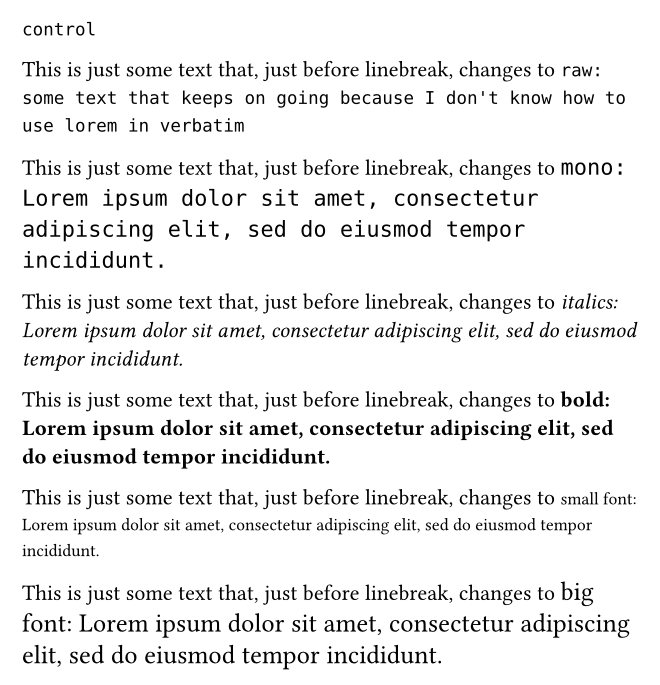 control
This is just some text that, just before linebreak, changes to raw:
some text that keeps on going because I don't know how to
use lorem in verbatim
This is just some text that, just before linebreak, changes to mono:
Lorem ipsum dolor sit amet, consectetur
adipiscing elit, sed do eiusmod tempor
incididunt.
This is just some text that, just before linebreak, changes to italics:
Lorem ipsum dolor sit amet, consectetur adipiscing elit, sed do eiusmod
tempor incididunt.
This is just some text that, just before linebreak, changes to bold:
Lorem ipsum dolor sit amet, consectetur adipiscing elit, sed
do eiusmod tempor incididunt.
This is just some text that, just before linebreak, changes to small font:
Lorem ipsum dolor sit amet, consectetur adipiscing elit, sed do eiusmod tempor
incididunt.
This is just some text that, just before linebreak, changes to big
font: Lorem ipsum dolor sit amet, consectetur adipiscing
elit, sed do eiusmod tempor incididunt.